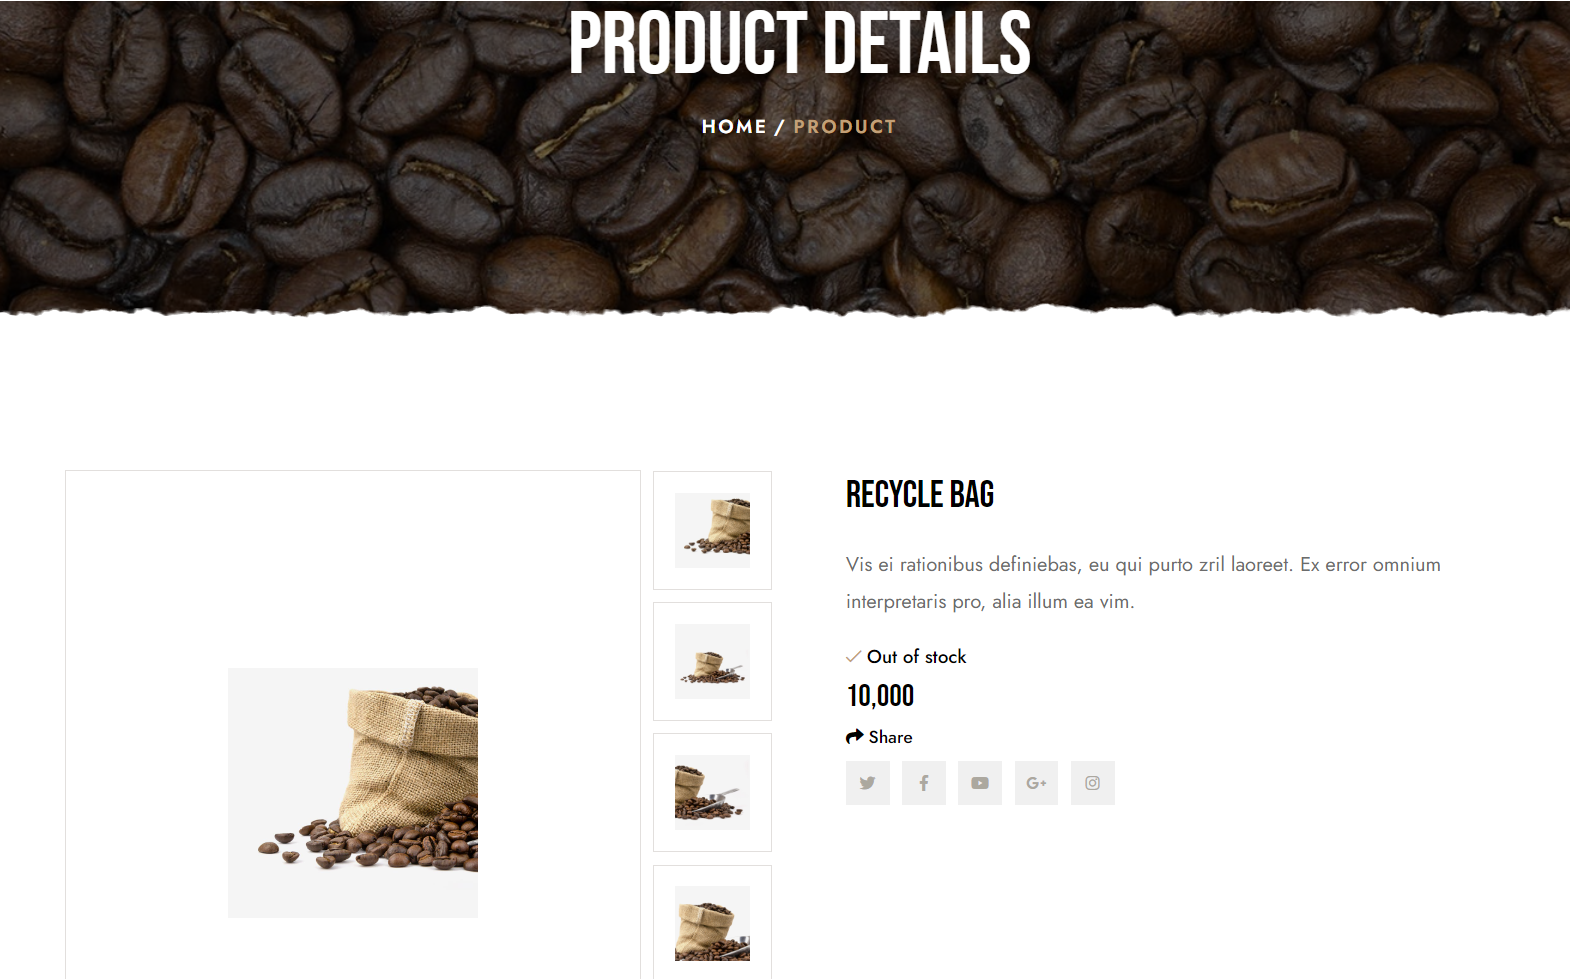 PRODUCT DETAILS
HOME / PRODUCT
RECYCLE BAG
Vis ei rationibus definiebas, eu qui purto zril laoreet. Ex error omnium
interpretaris pro, alia illum ea vim.
Out of stock
10,000
Share